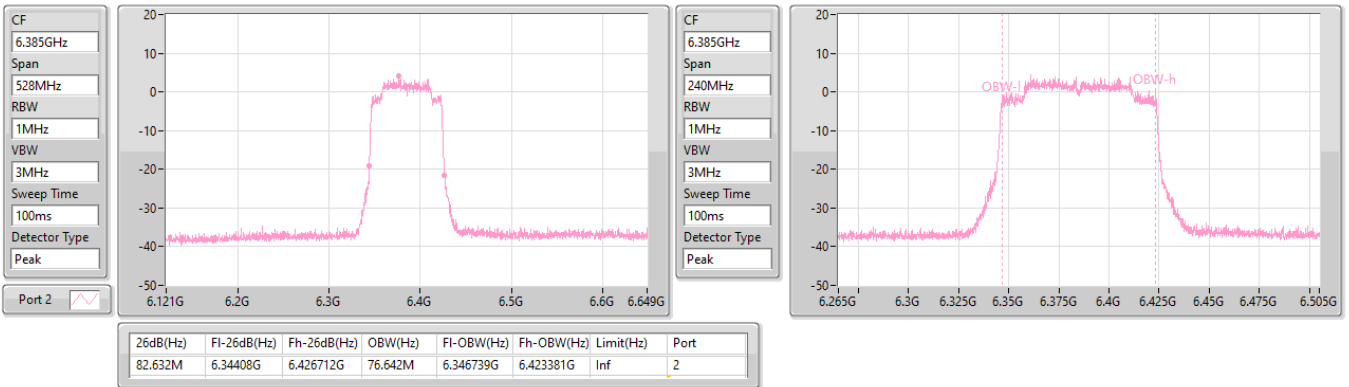 CF
6.385GHz
Span
528MHz
RBW
1MHz
VBW
3MHz
Sweep Time
100ms
Detector Type
Peak
Port 2
20
10
0
-10
-20
-30
-40
-50
6.121G 6.2G 6.3G 6.4G 6.5G 6.6G 6.649G
CF
6.385GHz
Span
240MHz
RBW
1MHz
VBW
3MHz
Sweep Time
100ms
Detector Type
Peak
20
10
0
-10
-20
-30
-40
-50
OBW-l OBW-h
6.265G 6.3G 6.325G 6.35G 6.375G 6.4G 6.425G 6.45G 6.475G 6.505G
26dB(Hz) Fl-26dB(Hz) Fh-26dB(Hz) OBW(Hz) Fl-OBW(Hz) Fh-OBW(Hz) Limit(Hz) Port
82.632M 6.34408G 6.426712G 76.642M 6.346739G 6.423381G Inf 2